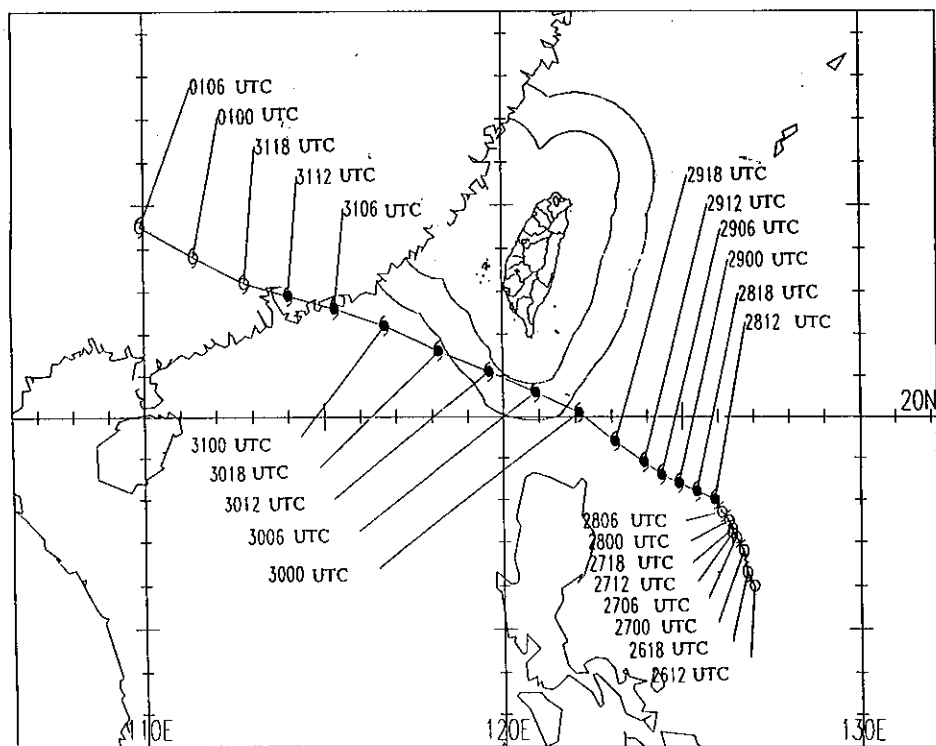 0106 UTC
0100 UTC
3118 UTC
3112 UTC
3106 UTC
2918 UTC
2912 UTC
2906 UTC
2900 UTC
2818 UTC
2812 UTC
20N
3100 UTC
3018 UTC
3012 UTC
3006 UTC
3000 UTC
2806 UTC
2800 UTC
2718 UTC
2712 UTC
2706 UTC
2700 UTC
2618 UTC
2612 UTC
110E
120E
130E